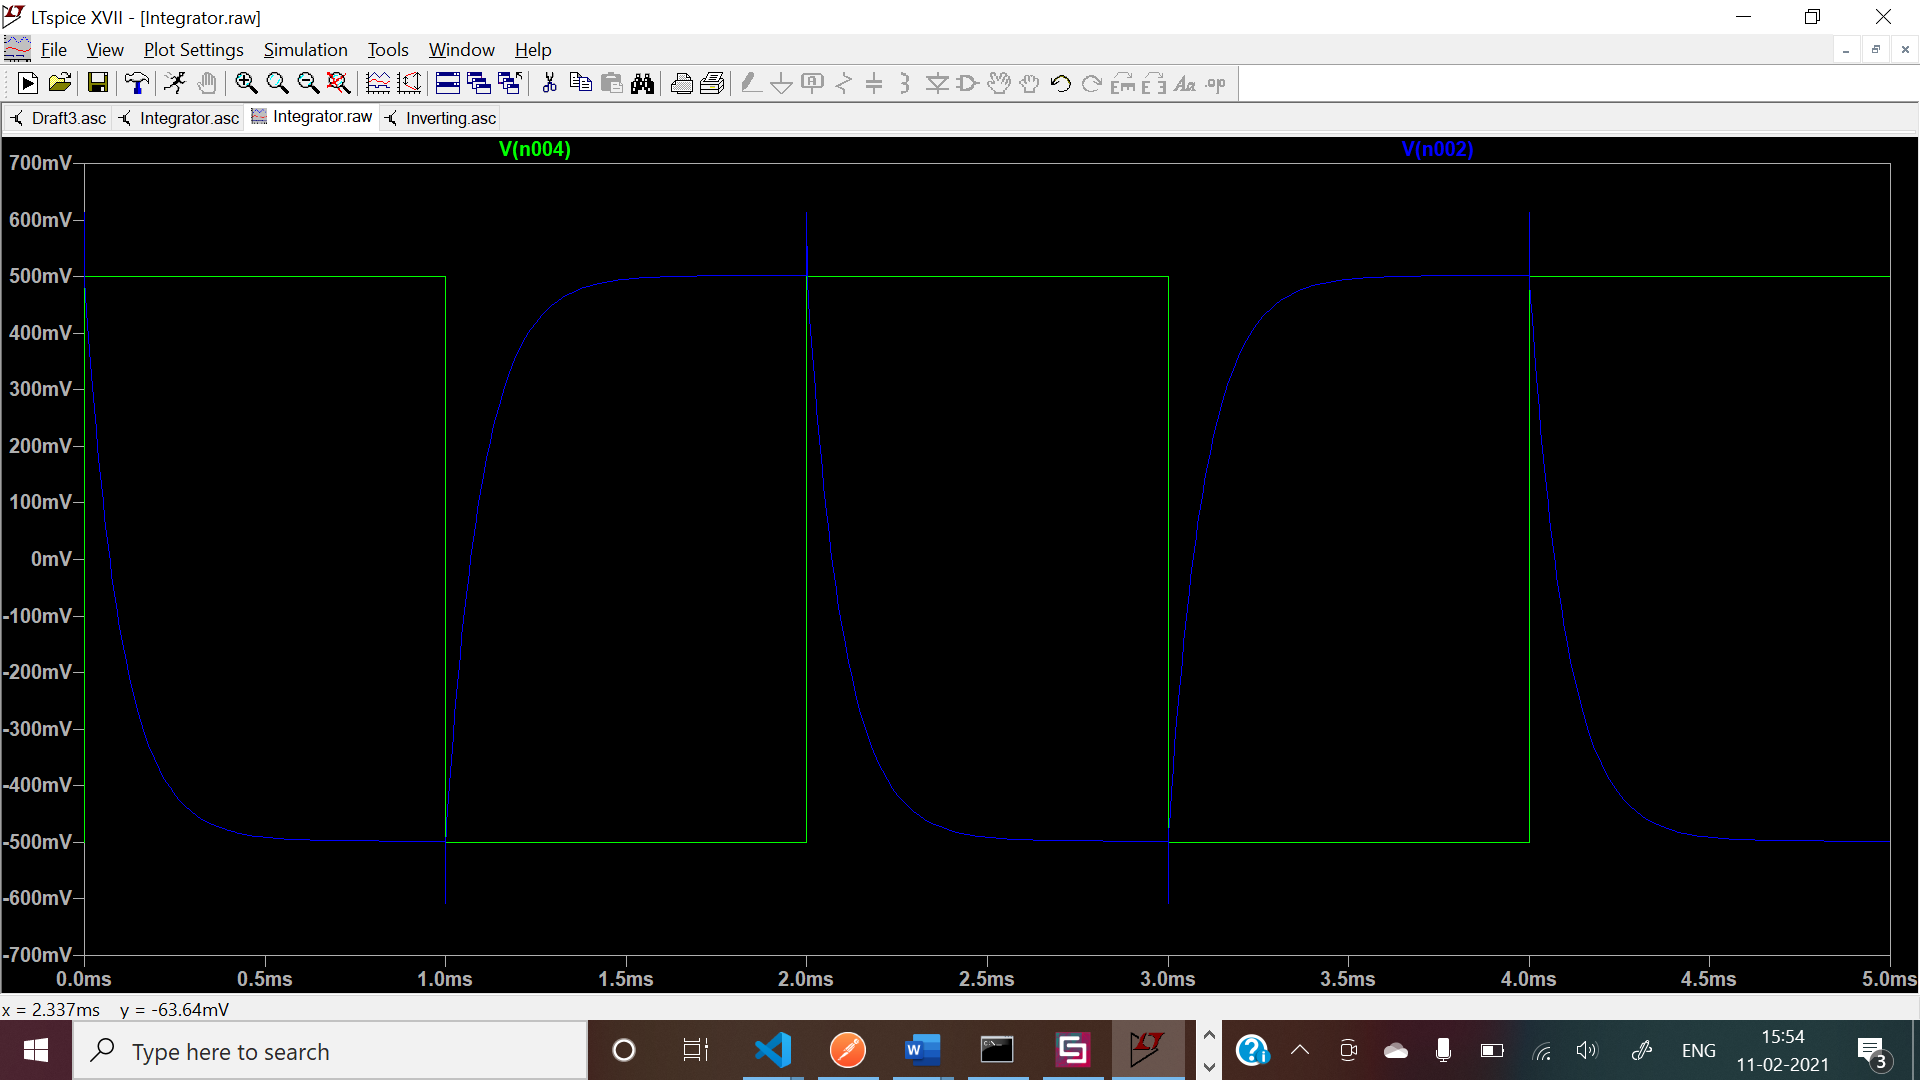 LTspice XVII - [Integrator.raw]
File View Plot Settings Simulation Tools Window Help
Draft3.asc Integrator.asc Integrator.raw Inverting.asc
V(n004) V(n002)
700mV
600mV
500mV
400mV
300mV
200mV
100mV
0mV
-100mV
-200mV
-300mV
-400mV
-500mV
-600mV
-700mV
0.0ms 0.5ms 1.0ms 1.5ms 2.0ms 2.5ms 3.0ms 3.5ms 4.0ms 4.5ms 5.0ms
x = 2.337ms y = -63.64mV
Type here to search
ENG
15:54
11-02-2021
3